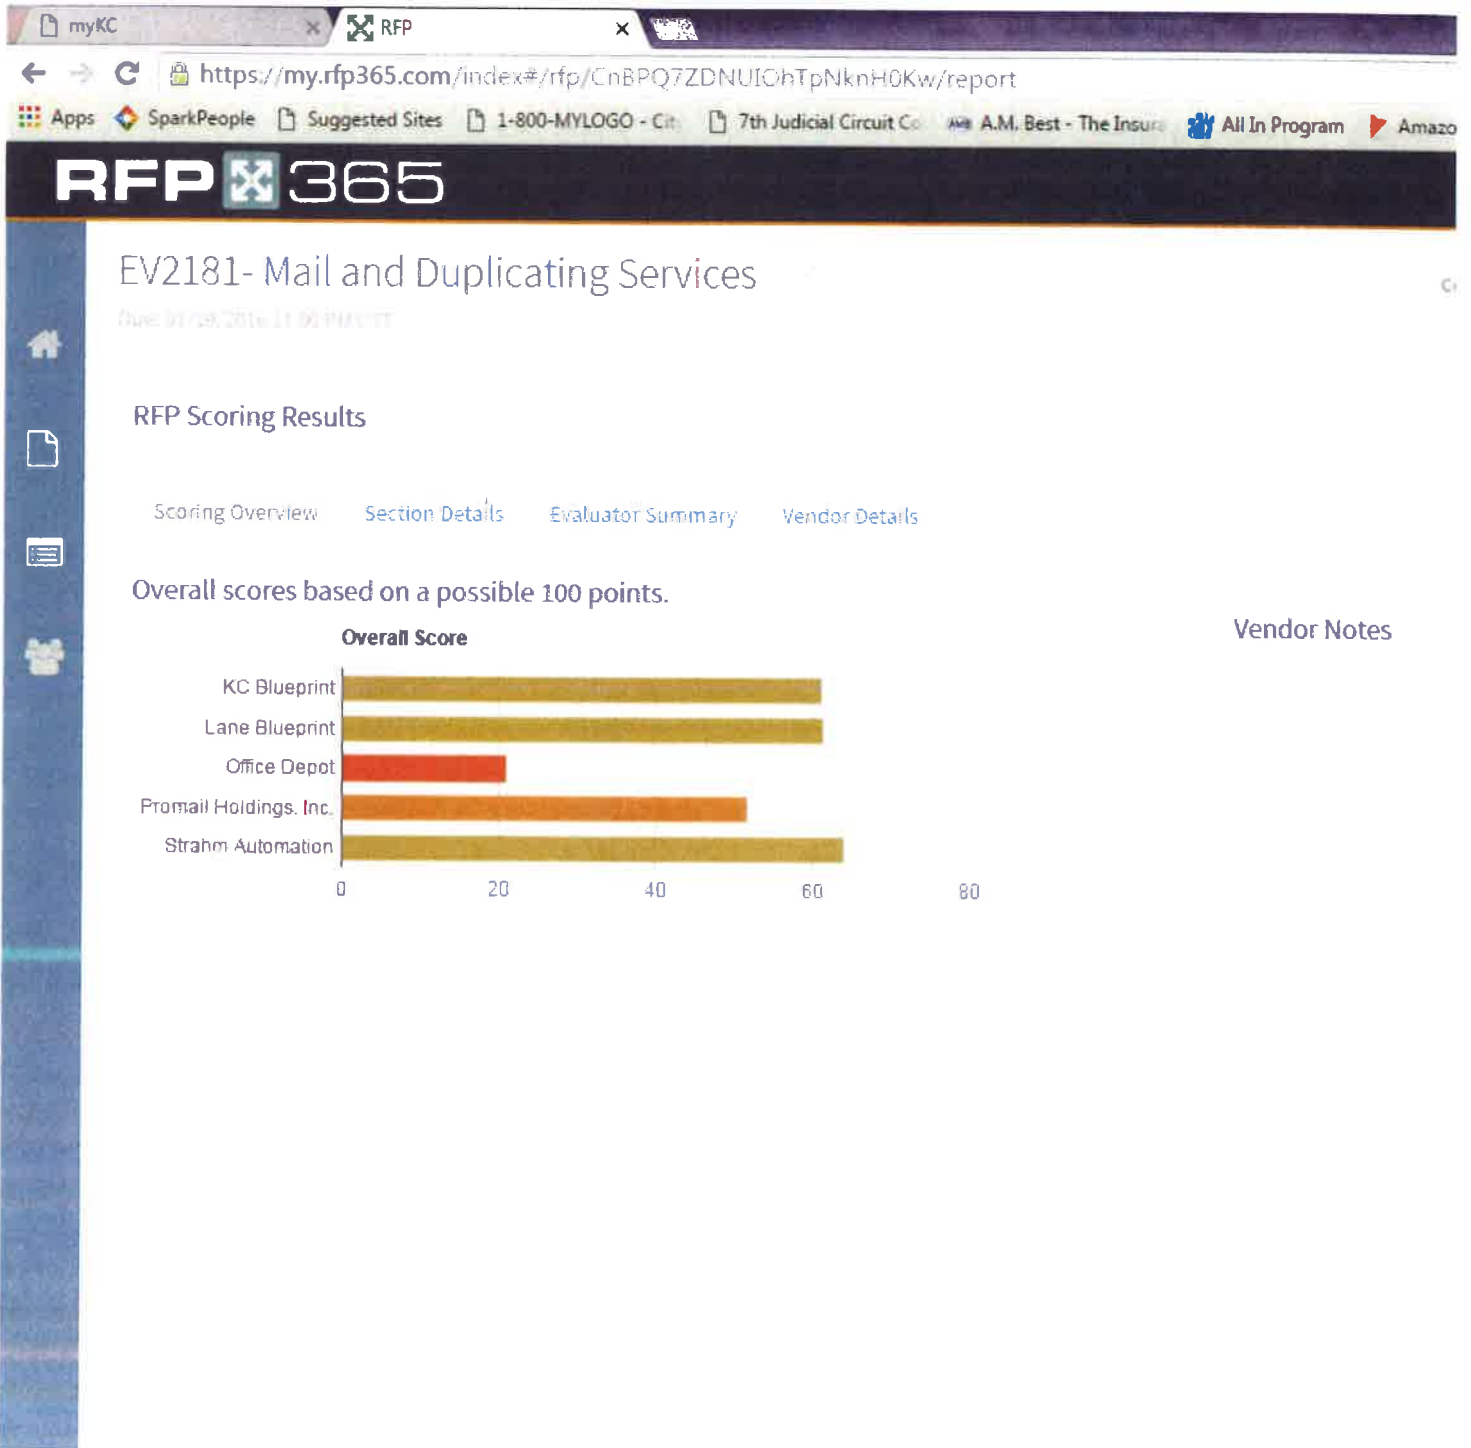 myKC RFP
https://my.rfp365.com/index#/rfp/CnBPQ7ZDNUIOhTpNknH0Kw/report
Apps SparkPeople Suggested Sites 1-800-MYLOGO - Cit 7th Judicial Circuit Co A.M. Best - The Insura All In Program Amazo
RFP 365
EV2181- Mail and Duplicating Services
RFP Scoring Results
Scoring Overview Section Details Evaluator Summary Vendor Details
Overall scores based on a possible 100 points.
Vendor Notes
Overall Score
KC Blueprint
Lane Blueprint
Office Depot
Promail Holdings. Inc.
Strahm Automation
0 20 40 60 80